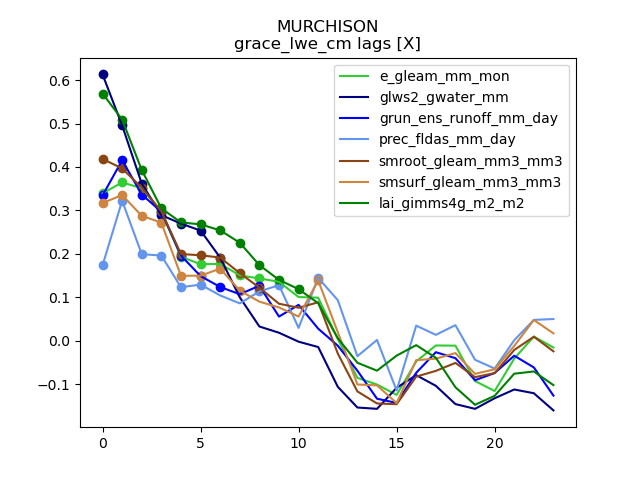 MURCHISON
grace_lwe_cm lags [X]
e_gleam_mm_mon
glws2_gwater_mm
grun_ens_runoff_mm_day
prec_fldas_mm_day
smroot_gleam_mm3_mm3
smsurf_gleam_mm3_mm3
lai_gimms4g_m2_m2
0.6
0.5
0.4
0.3
0.2
0.1
0.0
−0.1
0
5
10
15
20